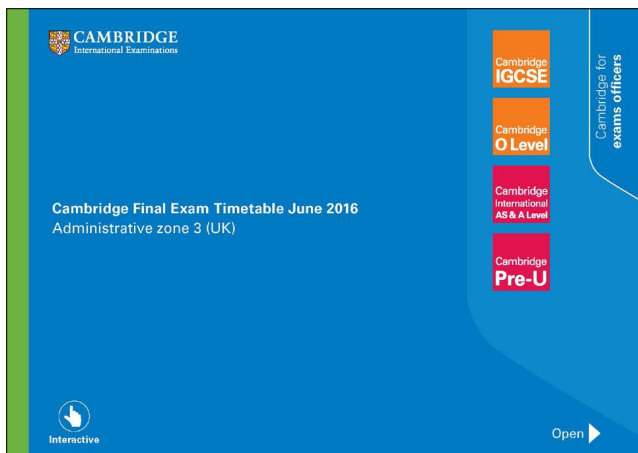 CAMBRIDGE
International Examinations
Cambridge
IGCSE
Cambridge
O Level
Cambridge
International
AS & A Level
Cambridge
Pre-U
Cambridge for
exams officers
Cambridge Final Exam Timetable June 2016
Administrative zone 3 (UK)
Interactive
Open